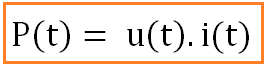 P(t) = u(t). i(t)